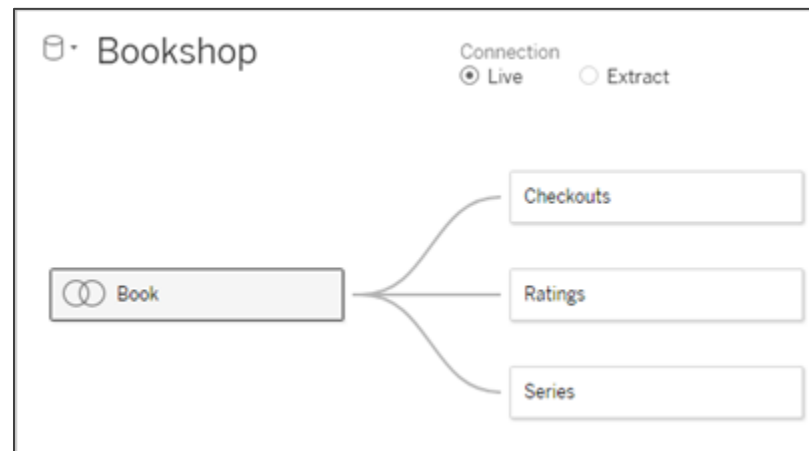 Bookshop
Connection
Live
Extract
Checkouts
Book
Ratings
Series